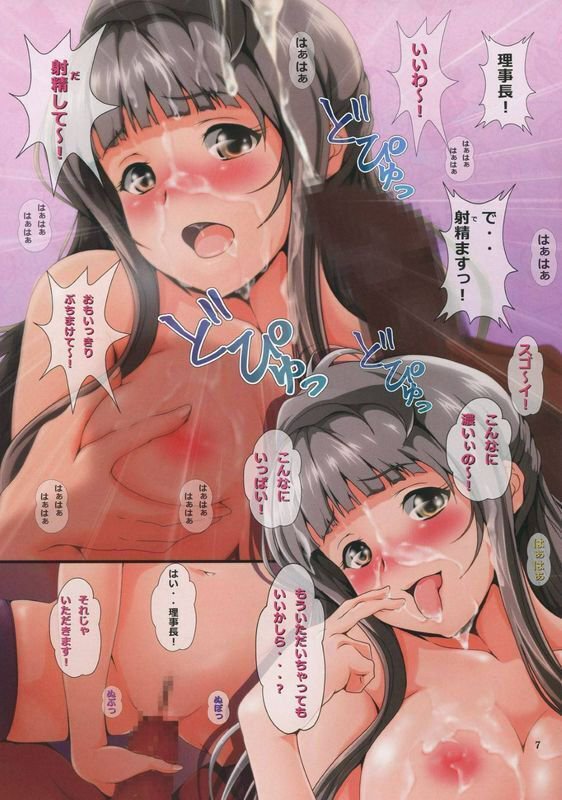 理事長！
いいわ～！
はぁはぁ
射精して～！
だ
どぴゅっ
はぁはぁ
はぁはぁ
で・・
射精ますっ！
で
はぁはぁ
はぁはぁ
はぁはぁ
おもいっきり
ぶちまけて～！
どぴゅっ
どぴゅっ
スゴ～イ！
こんなに
濃いぃの～！
こんなに
いっぱい！
はぁはぁ
はぁはぁ
はぁはぁ
はぁはぁ
はぁはぁ
もういただいちゃっても
いいかしら・・・？
はい・・理事長！
それじゃ
いただきます！
ぬぽっ
ぬぷっ
7